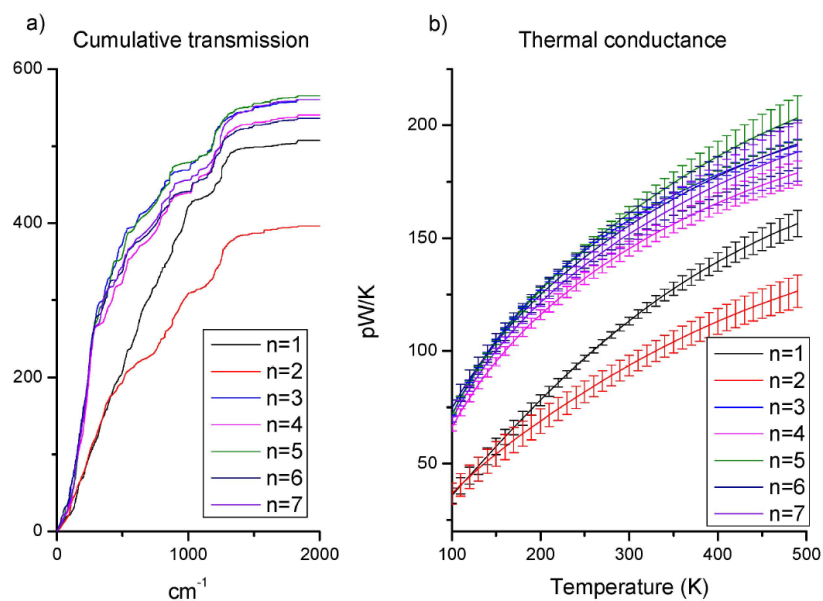 a)
Cumulative transmission
600
400
200
0
0
1000
2000
cm⁻¹
n=1
n=2
n=3
n=4
n=5
n=6
n=7
b)
Thermal conductance
pW/K
200
150
100
50
100
200
300
400
500
Temperature (K)
n=1
n=2
n=3
n=4
n=5
n=6
n=7